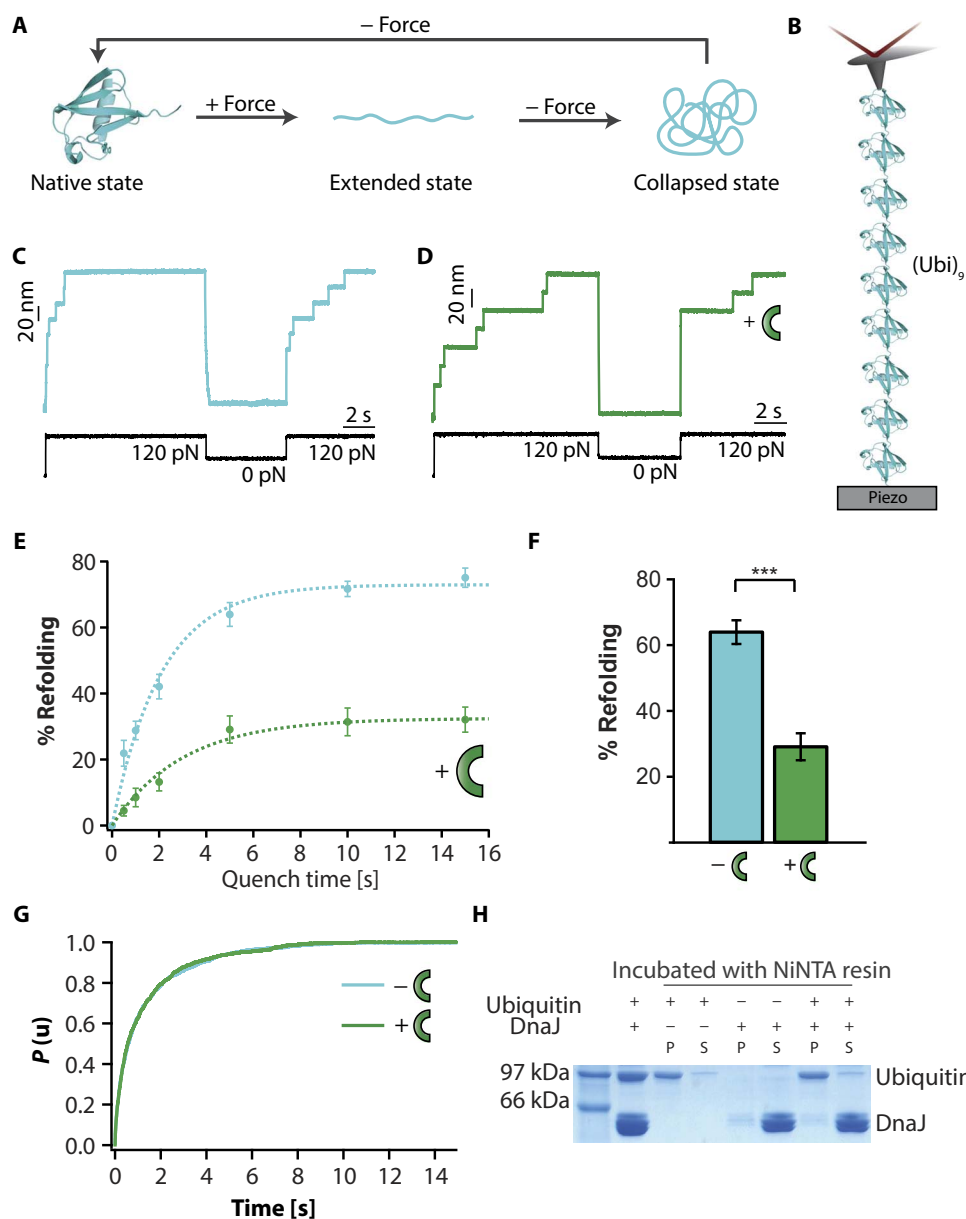 A
− Force
B
+ Force
− Force
Native state
Extended state
Collapsed state
(Ubi)9
Piezo
C
20 nm
2 s
120 pN
120 pN
0 pN
D
20 nm
+
2 s
120 pN
120 pN
0 pN
E
80
60
40
20
0
% Refolding
0 2 4 6 8 10 12 14 16
Quench time [s]
+
F
***
80
60
40
20
% Refolding
− +
G
1.0
0.8
0.6
0.4
0.2
0.0
P (u)
−
+
0 2 4 6 8 10 12 14
Time [s]
H
Incubated with NiNTA resin
Ubiquitin + + + − − + +
DnaJ + − − + + + +
P S P S P S
97 kDa
66 kDa
Ubiquitin
DnaJ